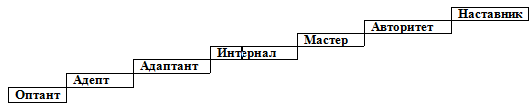 Наставник
Авторитет
Мастер
Интернал
Адаптант
Адепт
Оптант